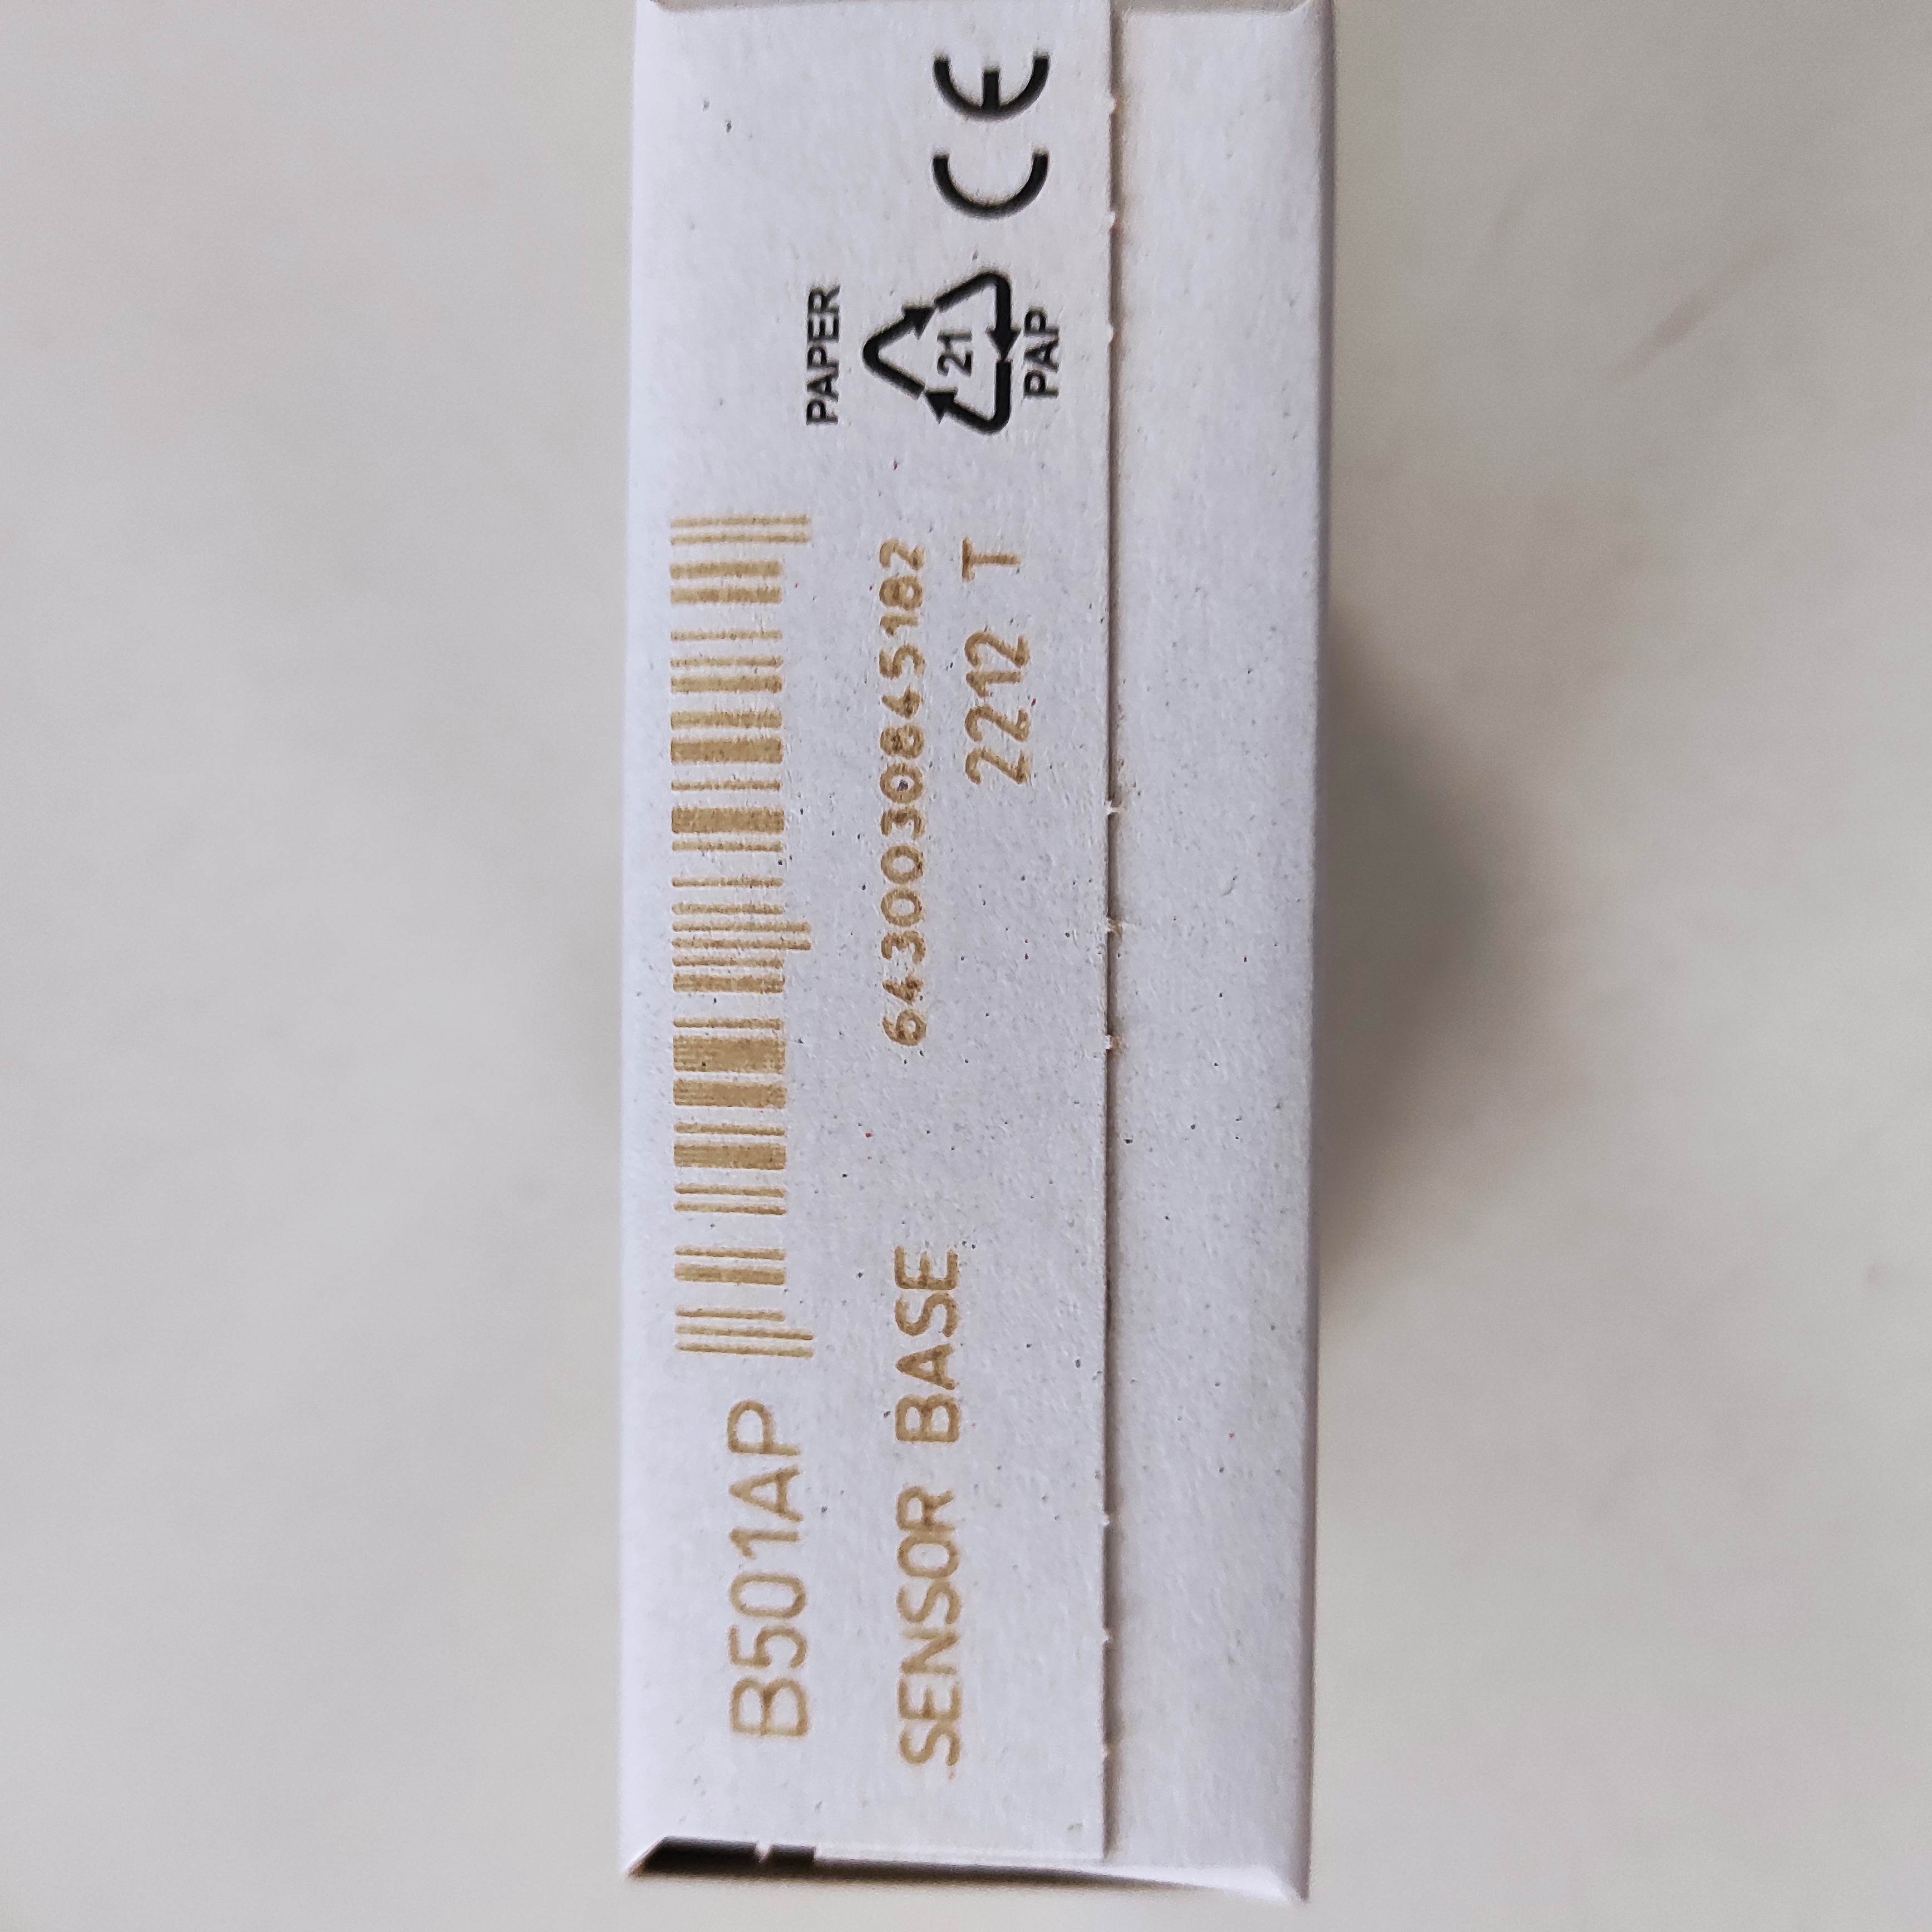 B501AP
SENSOR BASE
6430030845182
2212 T
PAPER
21
PAP
CE